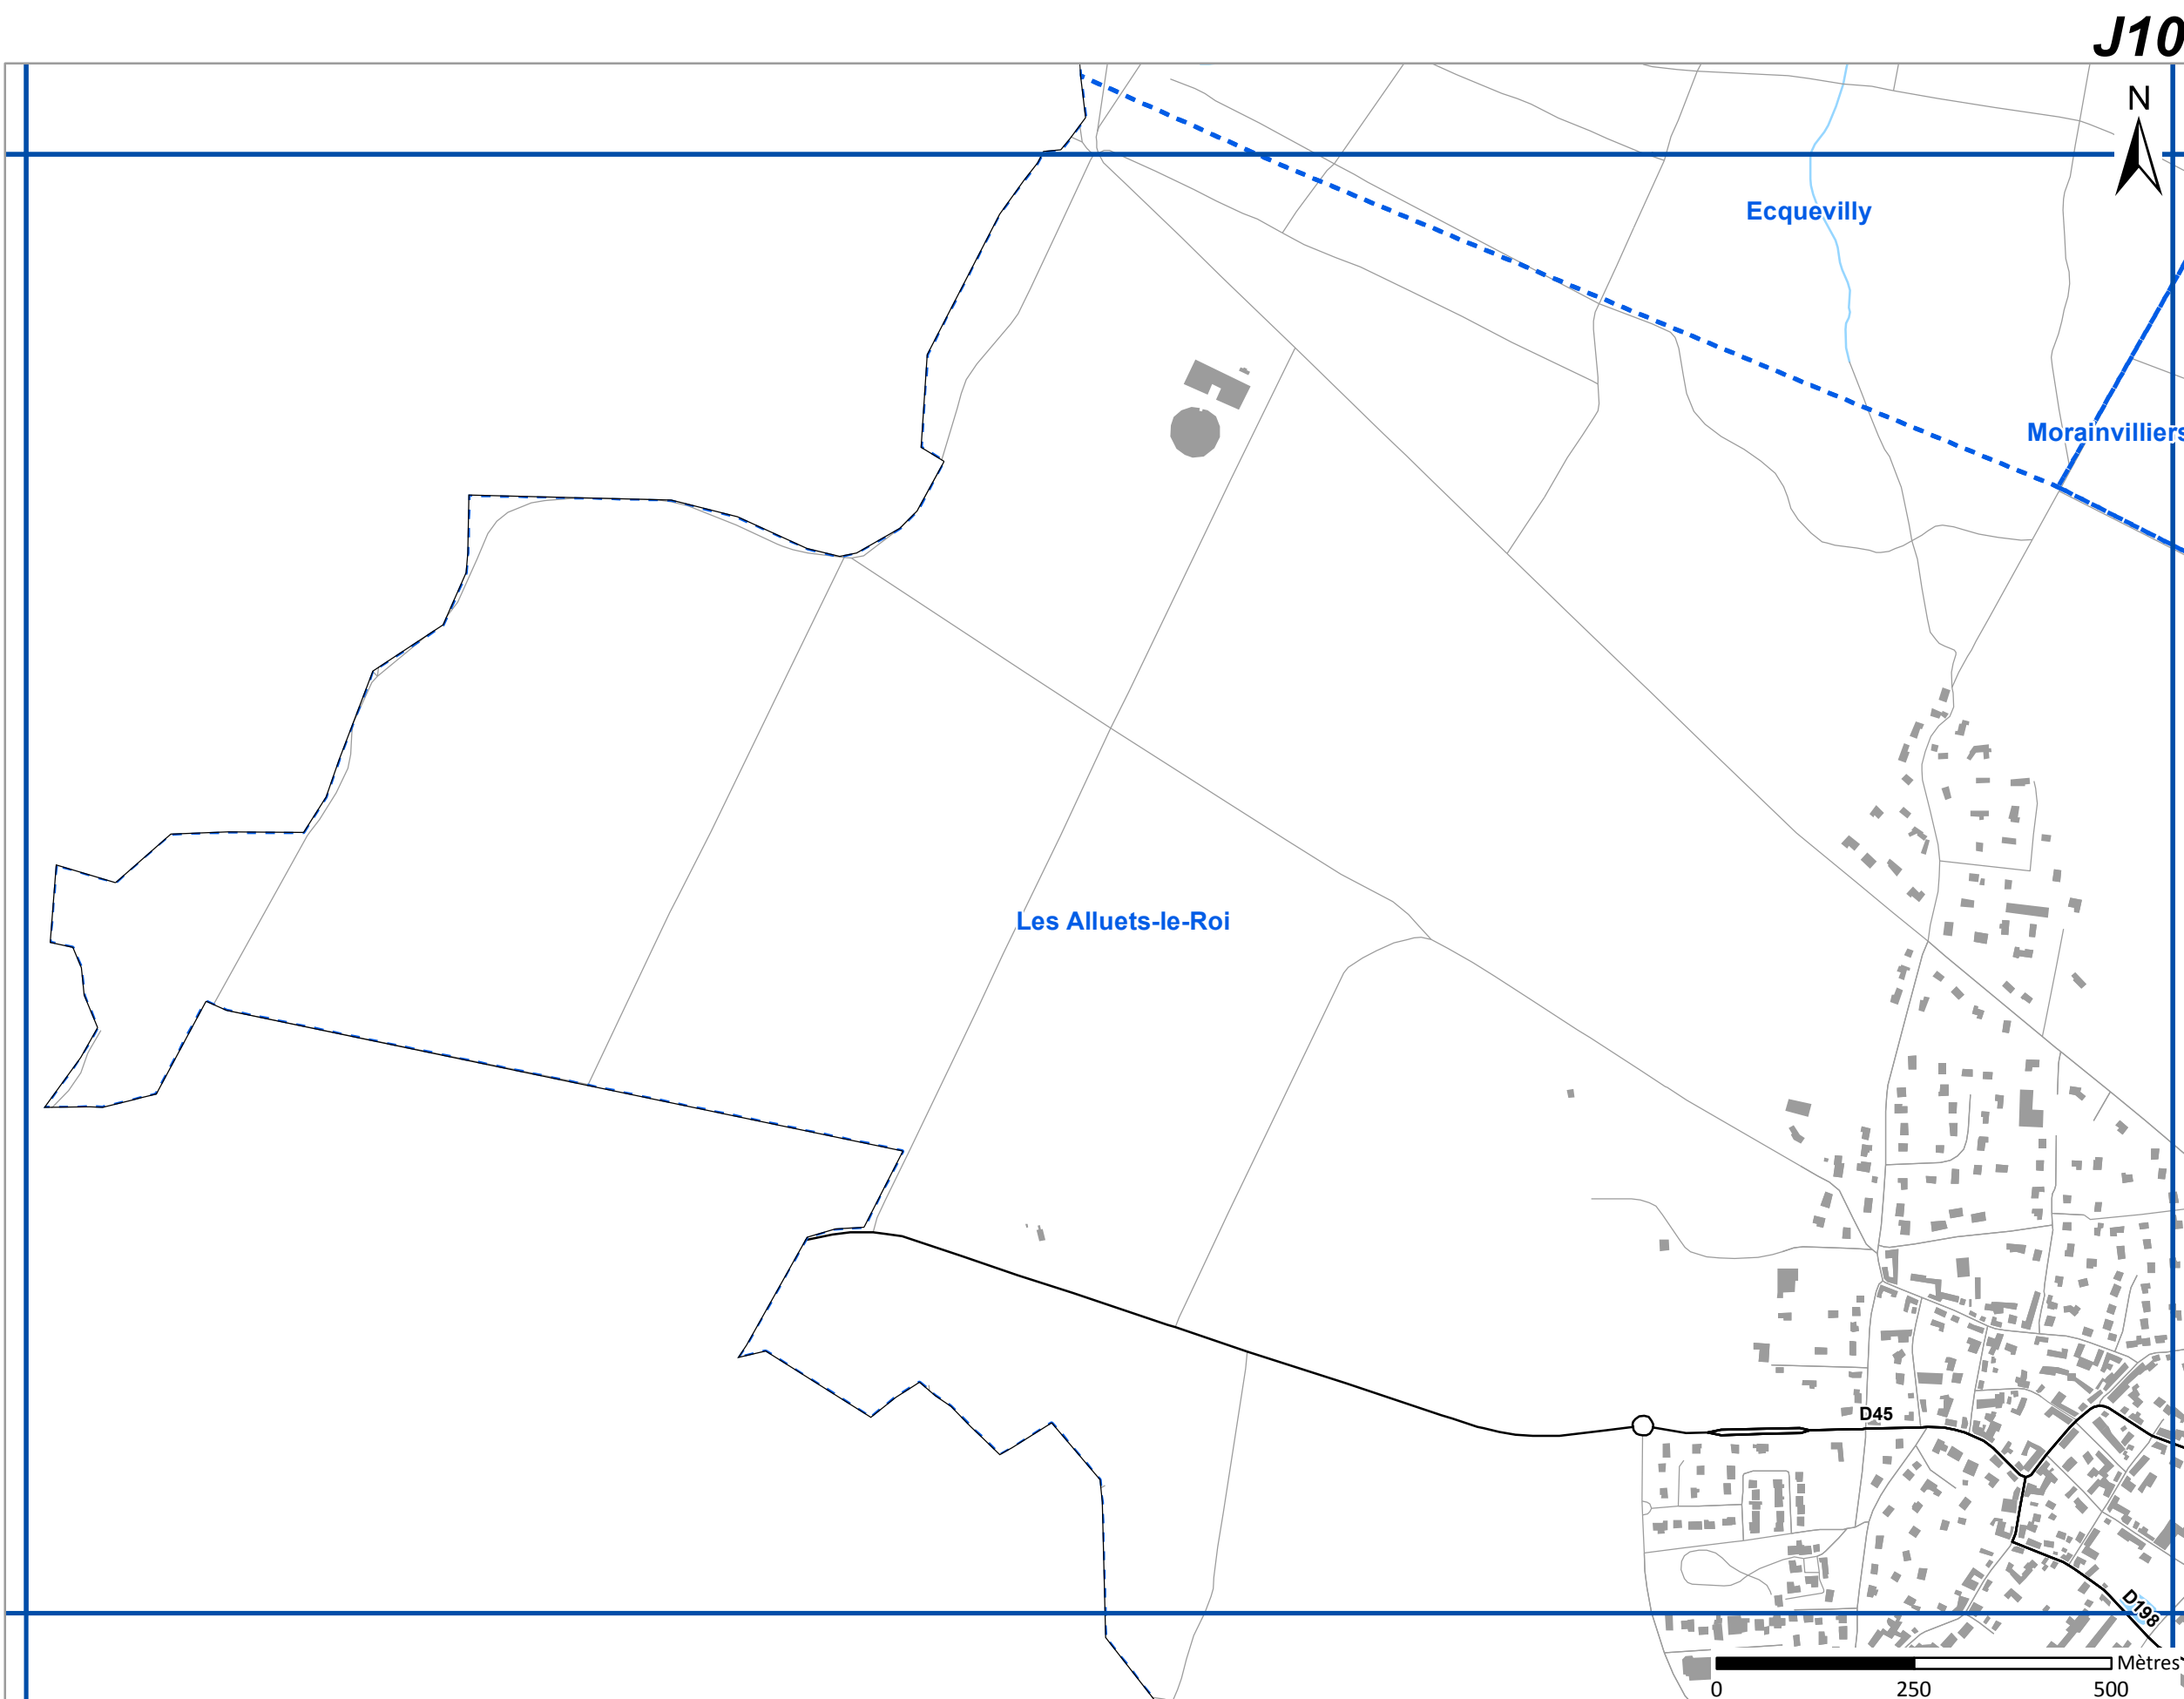 J10
N
Ecquevilly
Morainvilliers
Les Alluets-le-Roi
D45
D198
Mètres
0 250 500